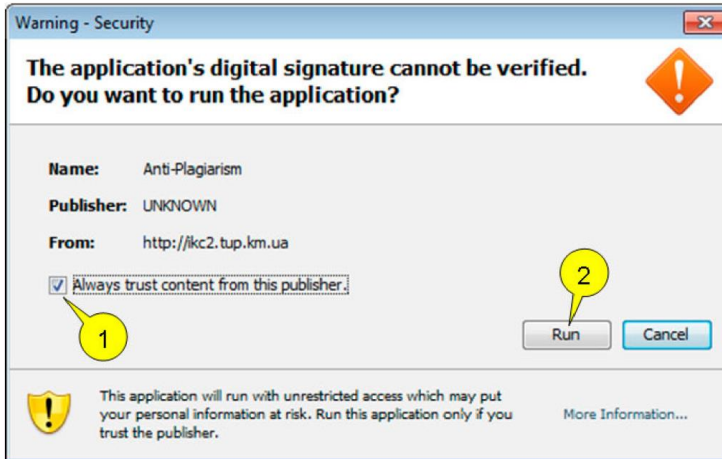 Warning - Security
The application's digital signature cannot be verified.
Do you want to run the application?
Name: Anti-Plagiarism
Publisher: UNKNOWN
From: http://ikc2.tup.km.ua
Always trust content from this publisher.
1
2
Run Cancel
This application will run with unrestricted access which may put
your personal information at risk. Run this application only if you
trust the publisher.
More Information...